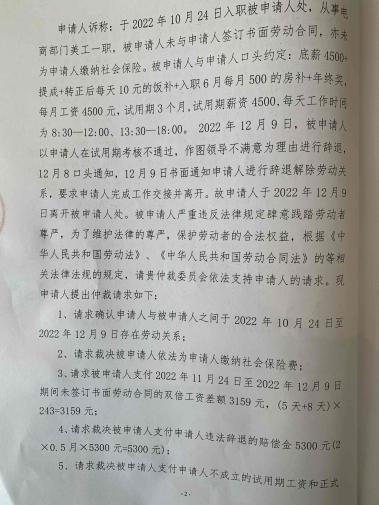 申请人诉称：于 2022 年 10 月 24 日入职被申请人处，从事电
商部门美工一职，被申请人未与申请人签订书面劳动合同，亦未
为申请人缴纳社会保险。被申请人与申请人口头约定：底薪 4500+
提成+转正后每天 10 元的饭补+入职 6 月每月 500 的房补+年终奖，
每月工资 4500 元，试用期 3 个月，试用期薪资 4500，每天工作时间
为 8:30—12:00、13:30-18:00。 2022 年 12 月 9 日，被申请人
以申请人在试用期考核不通过，作图领导不满意为理由进行辞退，
12 月 8 口头通知，12 月 9 日书面通知申请人进行辞退解除劳动关
系，要求申请人完成工作交接并离开。故申请人于 2022 年 12 月 9
日离开被申请人处。被申请人严重违反法律规定肆意践踏劳动者
尊严，为了维护法律的尊严，保护劳动者的合法权益，根据《中
华人民共和国劳动法》、《中华人民共和国劳动合同法》的等相
关法律法规的规定，请贵仲裁委员会依法支持申请人的请求。现
申请人提出仲裁请求如下：
1、请求确认申请人与被申请人之间于 2022 年 10 月 24 日至
2022 年 12 月 9 日存在劳动关系；
2、请求裁决被申请人依法为申请人缴纳社会保险费；
3、请求被申请人支付 2022 年 11 月 24 日至 2022 年 12 月 9 日
期间未签订书面劳动合同的双倍工资差额 3159 元，（5 天+8 天）×
243=3159 元；
4、请求裁决被申请人支付申请人违法辞退的赔偿金 5300 元(2
×0.5 月×5300 元=5300 元)；
5、请求裁决被申请人支付申请人不成立的试用期工资和正式
- 2 -